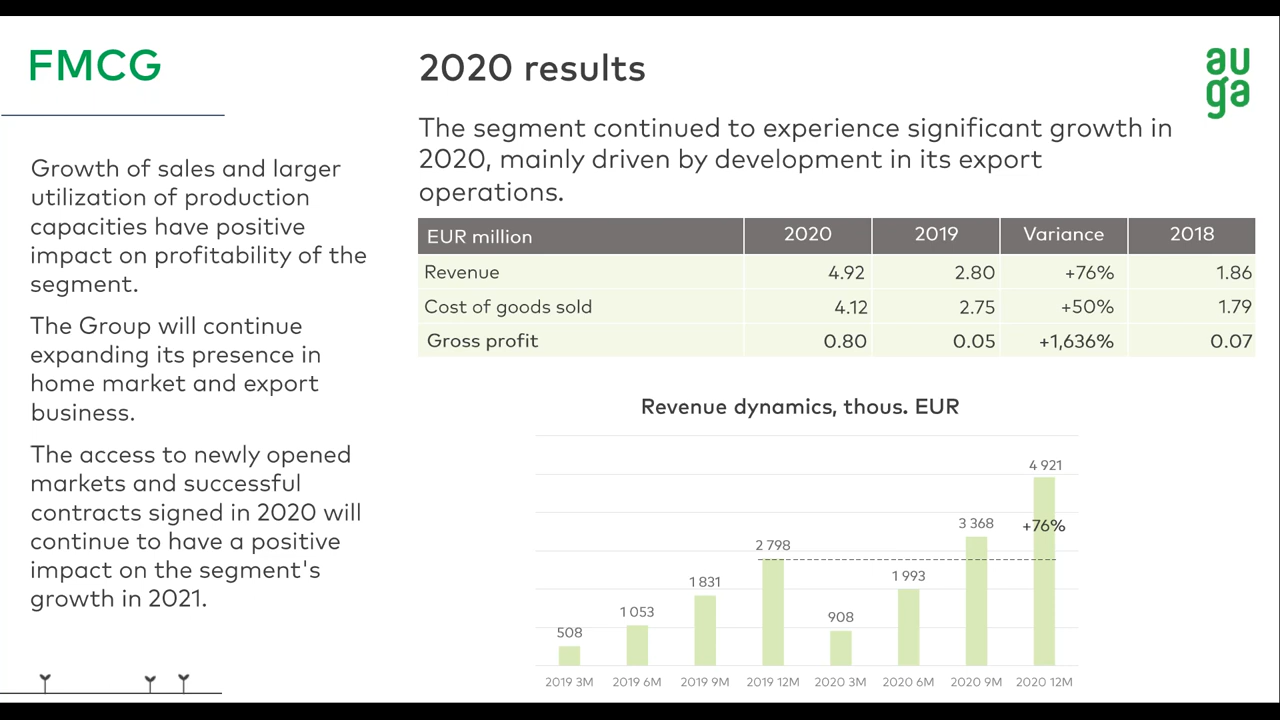 FMCG
Growth of sales and larger
utilization of production
capacities have positive
impact on profitability of the
segment.
The Group will continue
expanding its presence in
home market and export
business.
The access to newly opened
markets and successful
contracts signed in 2020 will
continue to have a positive
impact on the segment's
growth in 2021.
2020 results
au
ga
The segment continued to experience significant growth in
2020, mainly driven by development in its export
operations.
EUR million 2020 2019 Variance 2018
Revenue 4.92 2.80 +76% 1.86
Cost of goods sold 4.12 2.75 +50% 1.79
Gross profit 0.80 0.05 +1,636% 0.07
Revenue dynamics, thous. EUR
508
1 053
1 831
2 798
908
1 993
3 368
4 921
+76%
2019 3M 2019 6M 2019 9M 2019 12M 2020 3M 2020 6M 2020 9M 2020 12M